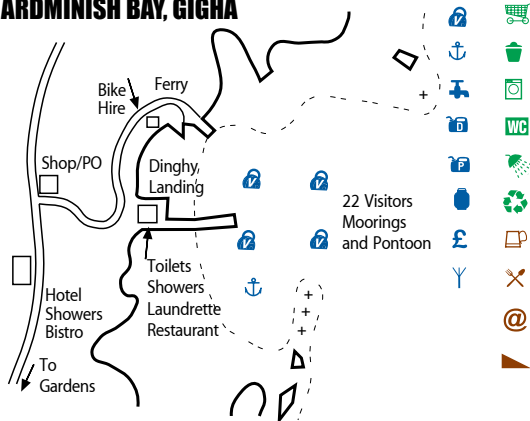 ARDMINISH BAY, GIGHA
Ferry
Bike
Hire
Shop/PO
Dinghy
Landing
22 Visitors
Moorings
and Pontoon
Toilets
Showers
Laundrette
Restaurant
Hotel
Showers
Bistro
To
Gardens
V
V
V
V
V
D
P
£
WC
@